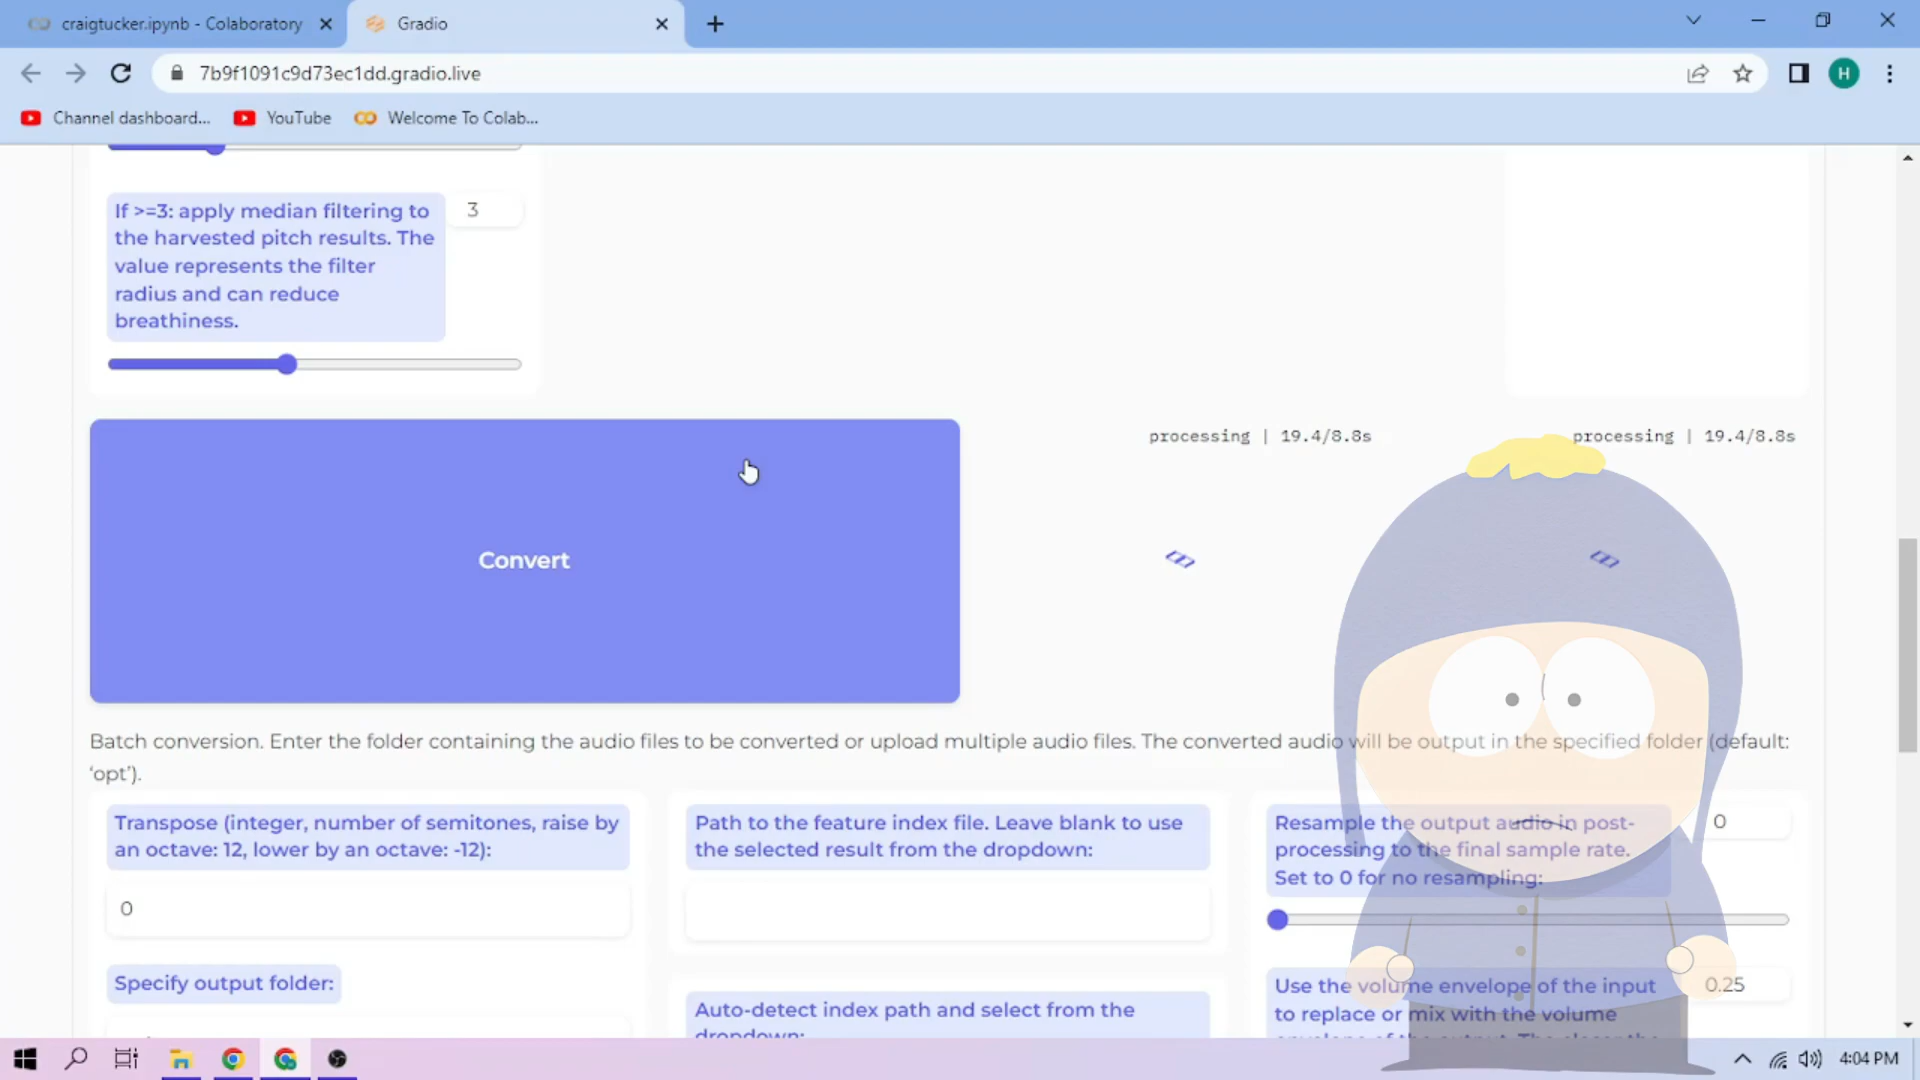 craigtucker.ipynb - Colaboratory
Gradio
7b9f1091c9d73ec1dd.gradio.live
H
Channel dashboard...
YouTube
Welcome To Colab...
If >=3: apply median filtering to
the harvested pitch results. The
value represents the filter
radius and can reduce
breathiness.
3
Convert
processing | 19.4/8.8s
processing | 19.4/8.8s
Batch conversion. Enter the folder containing the audio files to be converted or upload multiple audio files. The converted audio will be output in the specified folder (default:
‘opt’).
Transpose (integer, number of semitones, raise by
an octave: 12, lower by an octave: -12):
0
Specify output folder:
Path to the feature index file. Leave blank to use
the selected result from the dropdown:
Auto-detect index path and select from the
dropdown:
Resample the output audio in post-
processing to the final sample rate.
Set to 0 for no resampling:
0
Use the volume envelope of the input
to replace or mix with the volume
envelope of the output. The closer the
0.25
4:04 PM